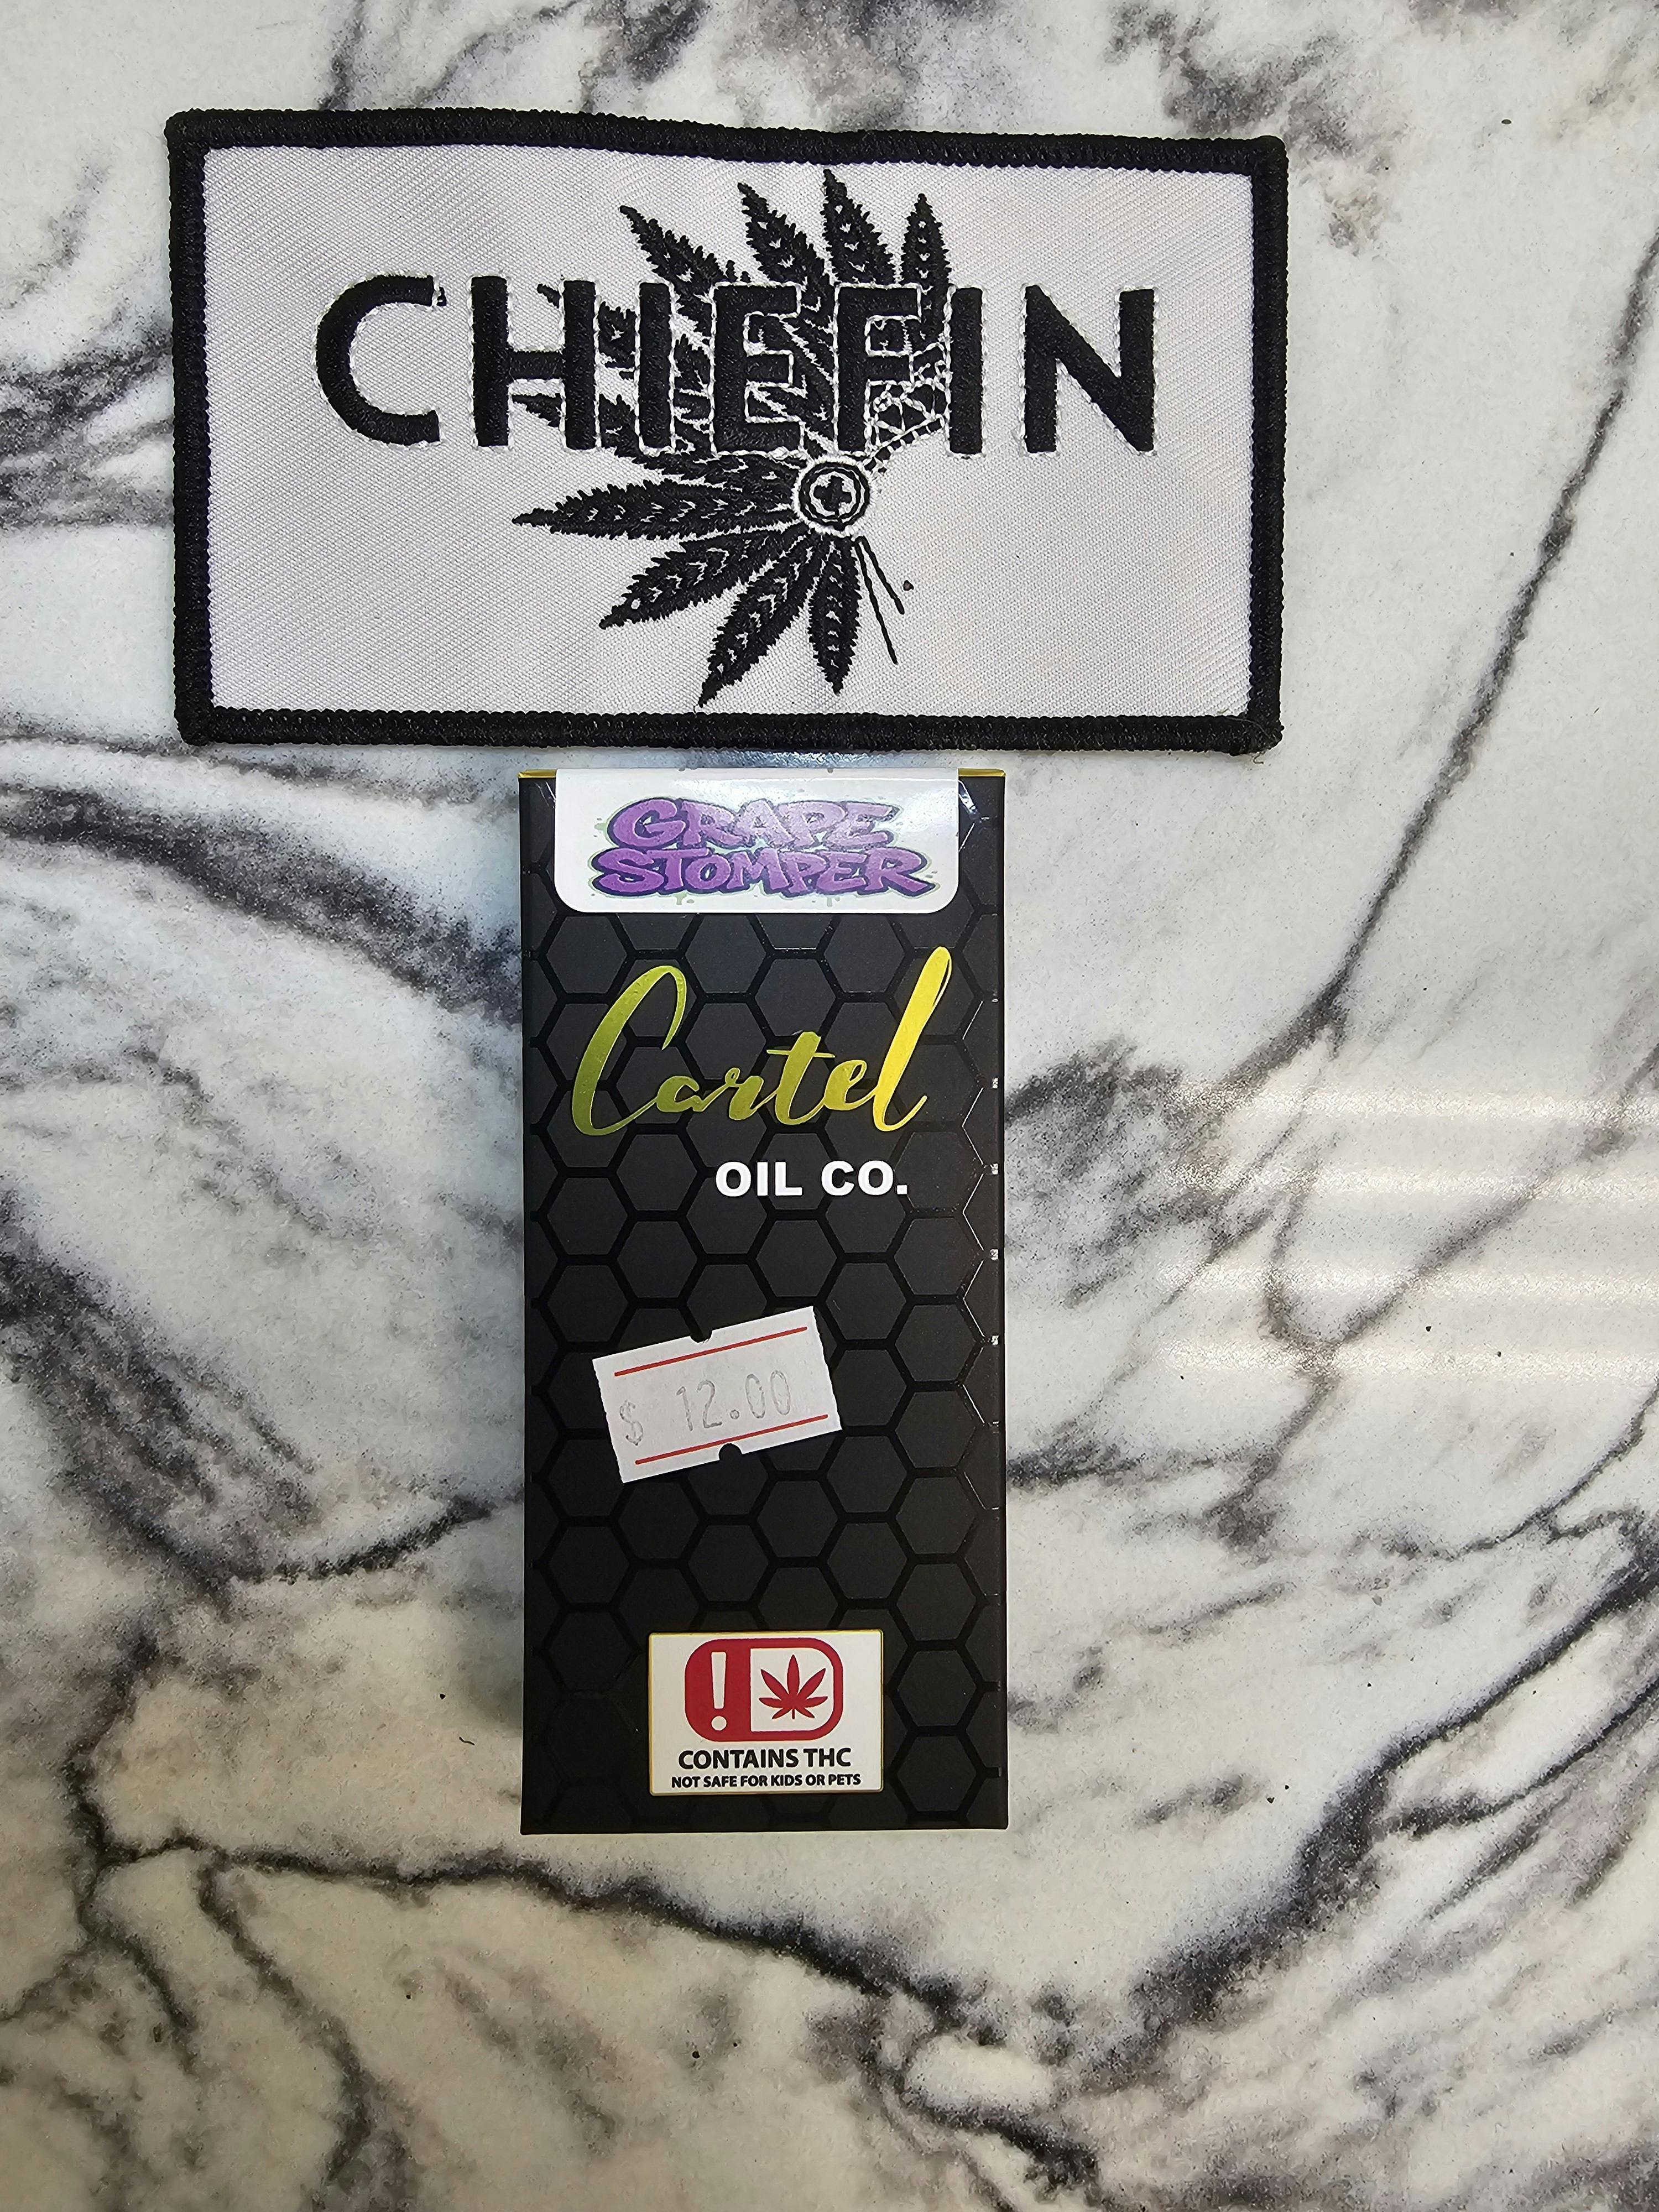 CHIEFIN
GRAPE
STOMPER
Cartel
OIL CO.
$ 12.00
!
CONTAINS THC
NOT SAFE FOR KIDS OR PETS